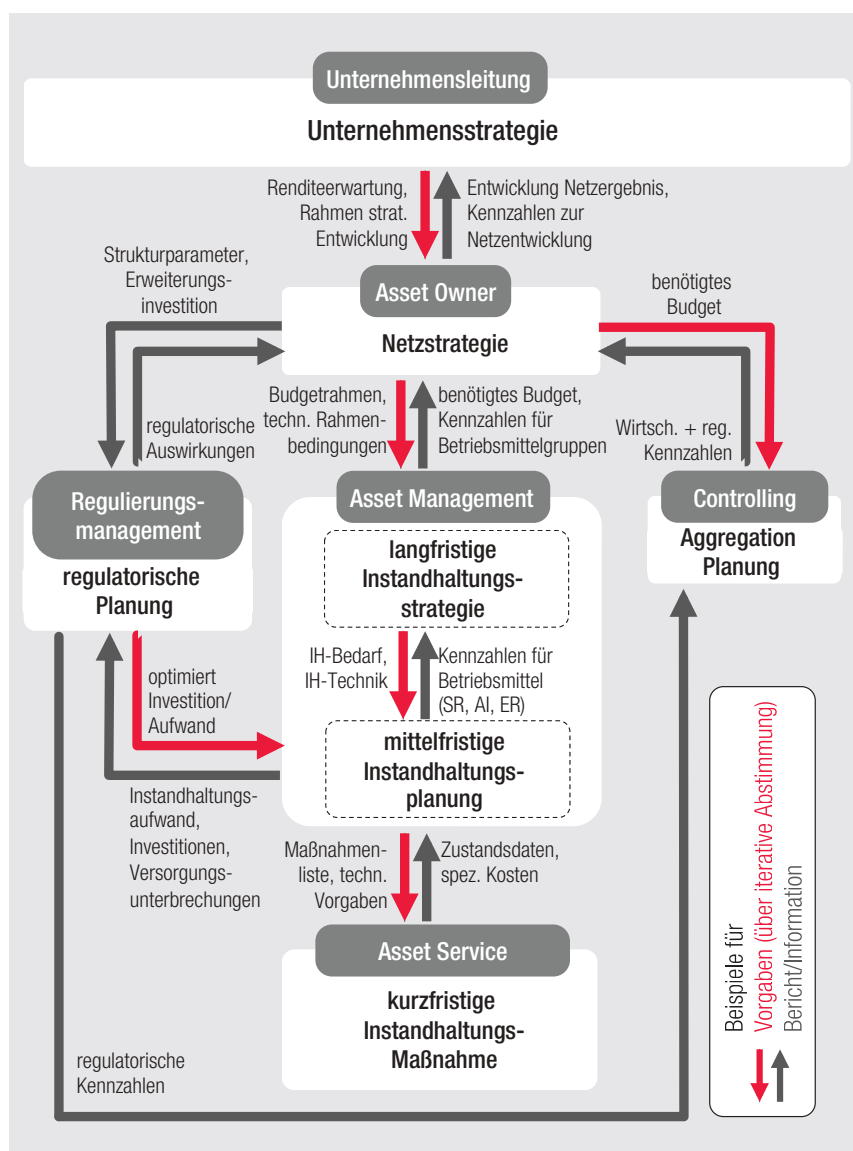 Unternehmensleitung
Unternehmensstrategie
Renditeerwartung,
Rahmen strat.
Entwicklung
Entwicklung Netzergebnis,
Kennzahlen zur
Netzentwicklung
Strukturparameter,
Erweiterungs-
investition
Asset Owner
Netzstrategie
benötigtes
Budget
regulatorische
Auswirkungen
Budgetrahmen,
techn. Rahmen-
bedingungen
benötigtes Budget,
Kennzahlen für
Betriebsmittelgruppen
Wirtsch. + reg.
Kennzahlen
Regulierungs-
management
regulatorische
Planung
Asset Management
langfristige
Instandhaltungs-
strategie
Controlling
Aggregation
Planung
IH-Bedarf,
IH-Technik
Kennzahlen für
Betriebsmittel
(SR, AI, ER)
optimiert
Investition/
Aufwand
mittelfristige
Instandhaltungs-
planung
Instandhaltungs-
aufwand,
Investitionen,
Versorgungs-
unterbrechungen
Maßnahmen-
liste, techn.
Vorgaben
Zustandsdaten,
spez. Kosten
Asset Service
kurzfristige
Instandhaltungs-
Maßnahme
regulatorische
Kennzahlen
Beispiele für
Vorgaben (über iterative Abstimmung)
Bericht/Information